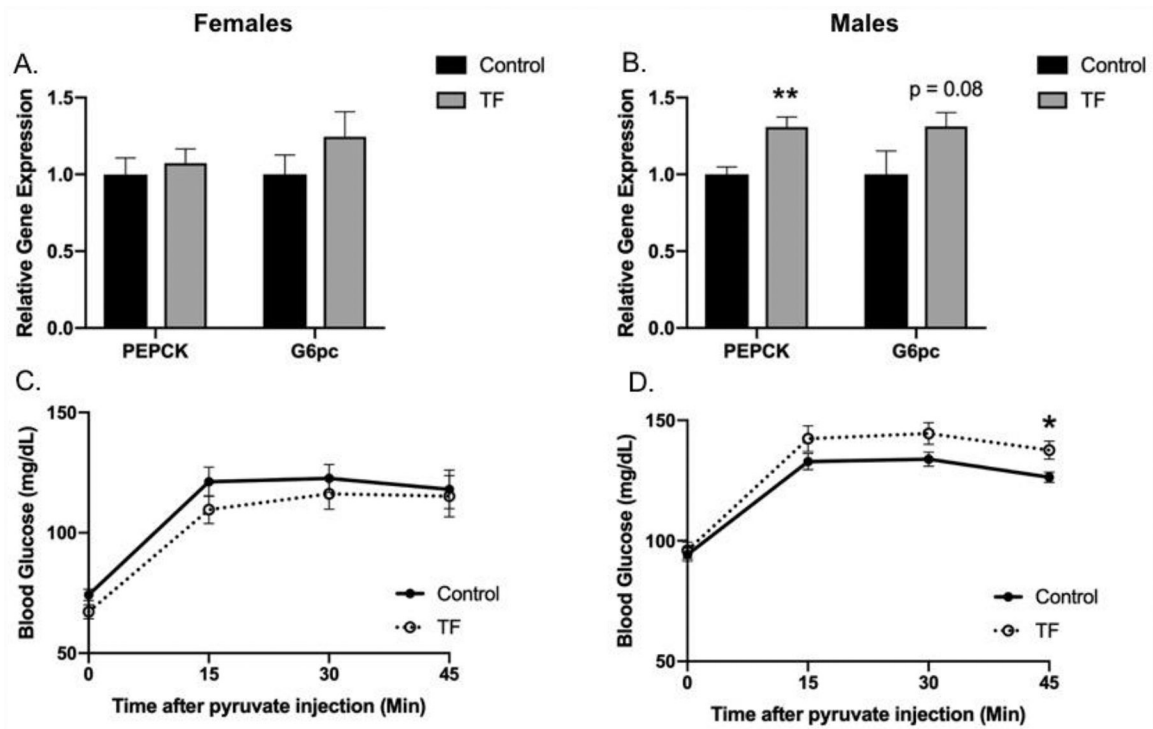 Females
A.
Control
TF
Relative Gene Expression
1.5
1.0
0.5
0.0
PEPCK G6pc
Males
B.
Control
TF
Relative Gene Expression
1.5
1.0
0.5
0.0
**
p = 0.08
PEPCK G6pc
C.
Blood Glucose (mg/dL)
150
100
50
Control
TF
0 15 30 45
Time after pyruvate injection (Min)
D.
Blood Glucose (mg/dL)
150
100
50
*
Control
TF
0 15 30 45
Time after pyruvate injection (Min)